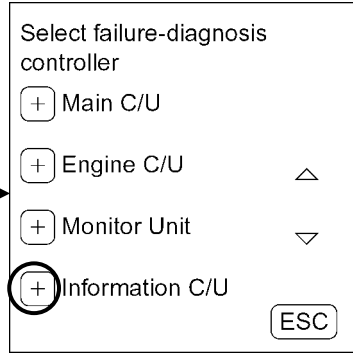 Select failure-diagnosis
controller
+ Main C/U
+ Engine C/U
+ Monitor Unit
+ Information C/U
ESC